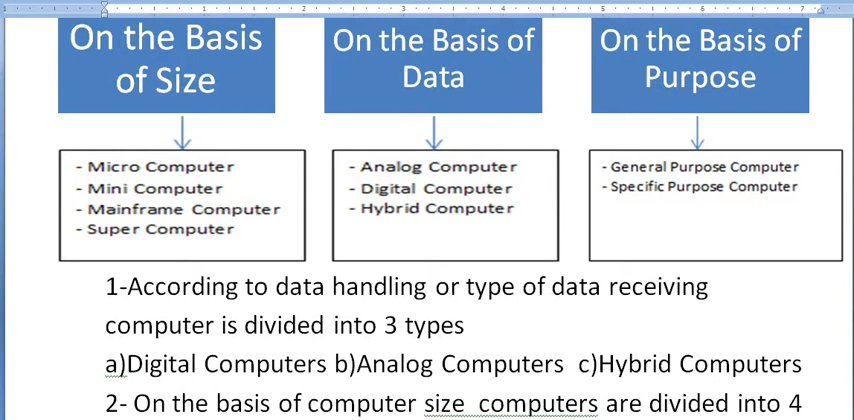 On the Basis
of Size
On the Basis of
Data
On the Basis of
Purpose
- Micro Computer
- Mini Computer
- Mainframe Computer
- Super Computer
- Analog Computer
- Digital Computer
- Hybrid Computer
- General Purpose Computer
- Specific Purpose Computer
1-According to data handling or type of data receiving
computer is divided into 3 types
a)Digital Computers b)Analog Computers c)Hybrid Computers
2- On the basis of computer size computers are divided into 4